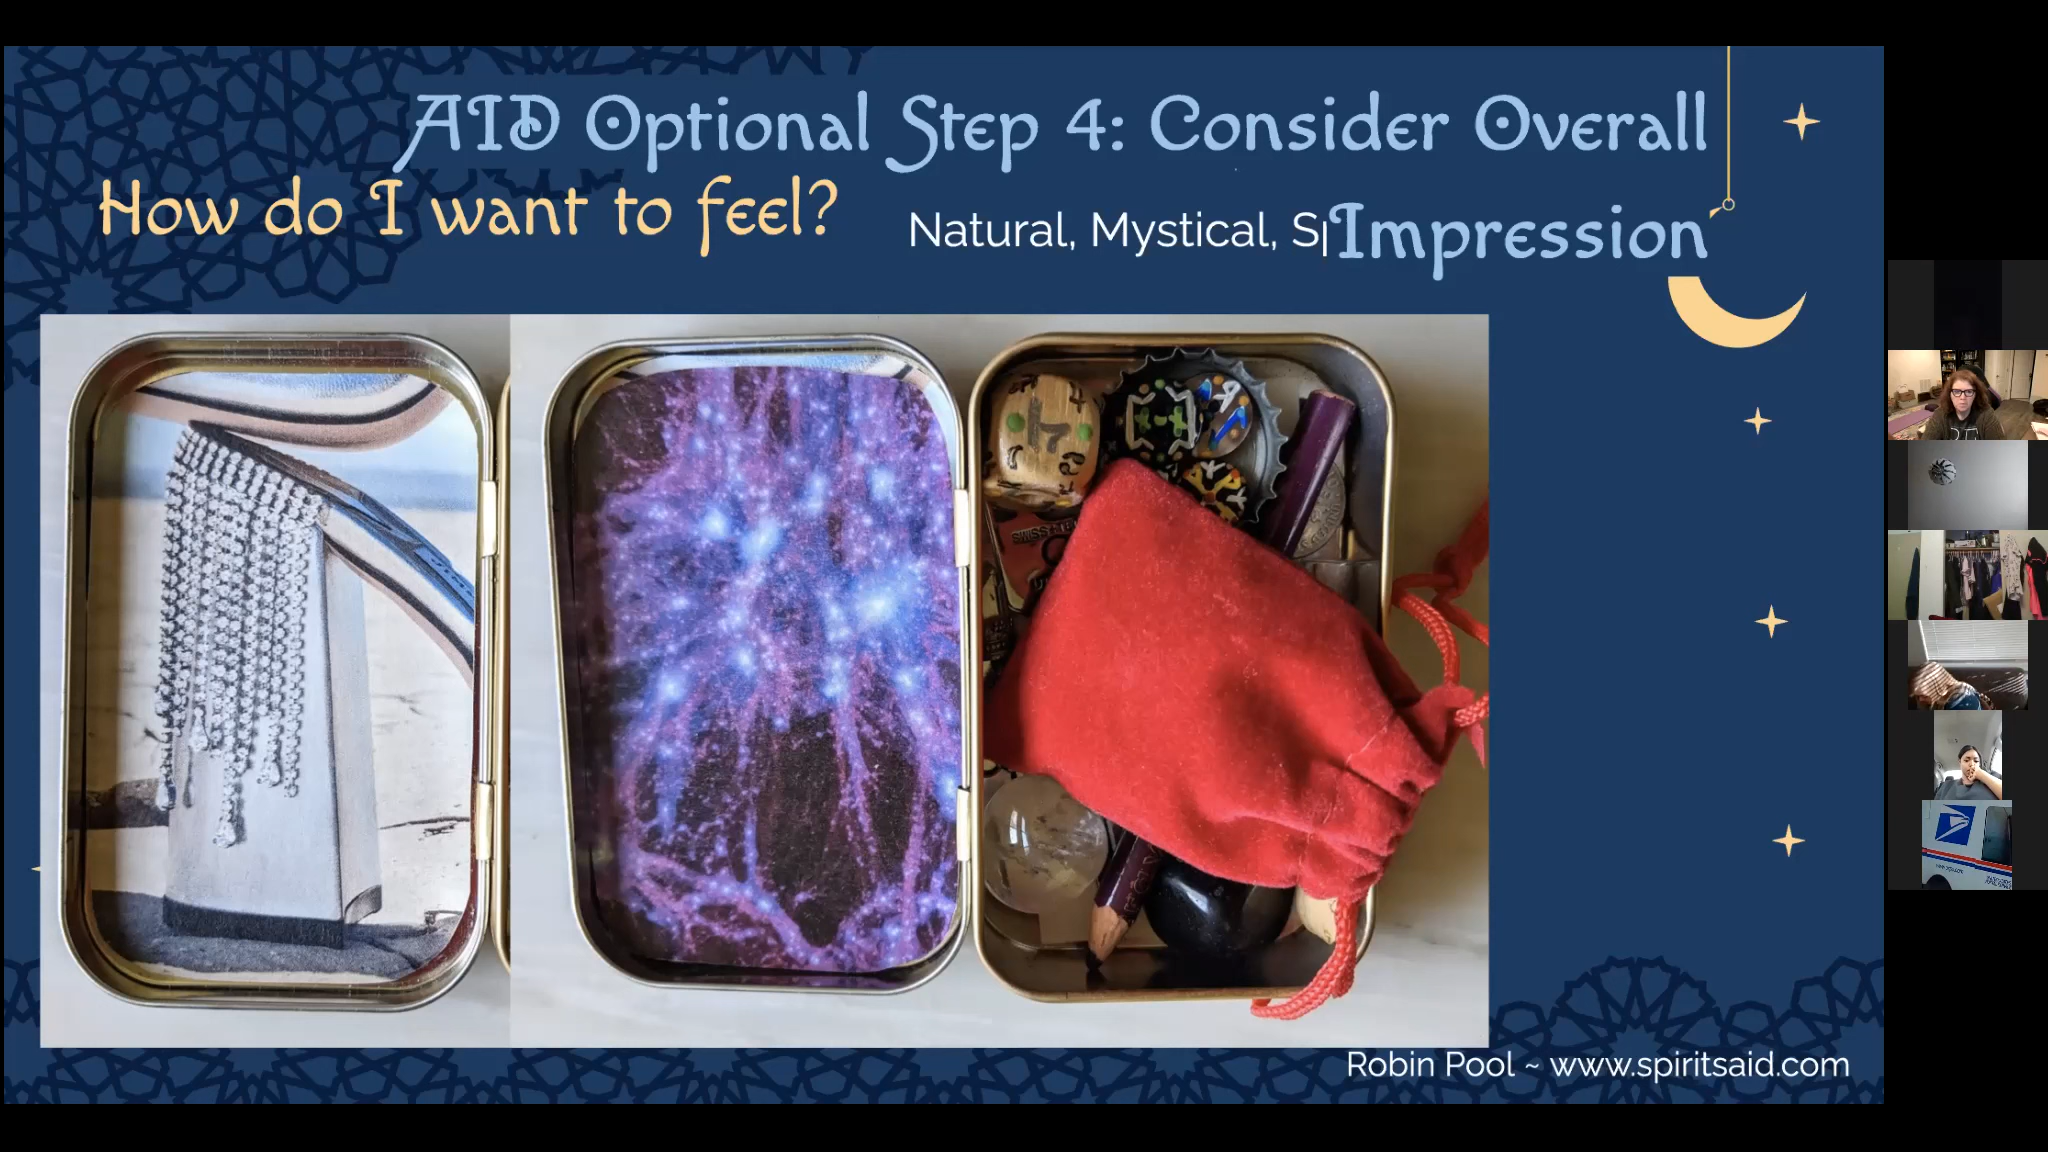 AID Optional Step 4: Consider Overall
Impression
How do I want to feel?
Natural, Mystical, Sp
Robin Pool ~ www.spiritsaid.com